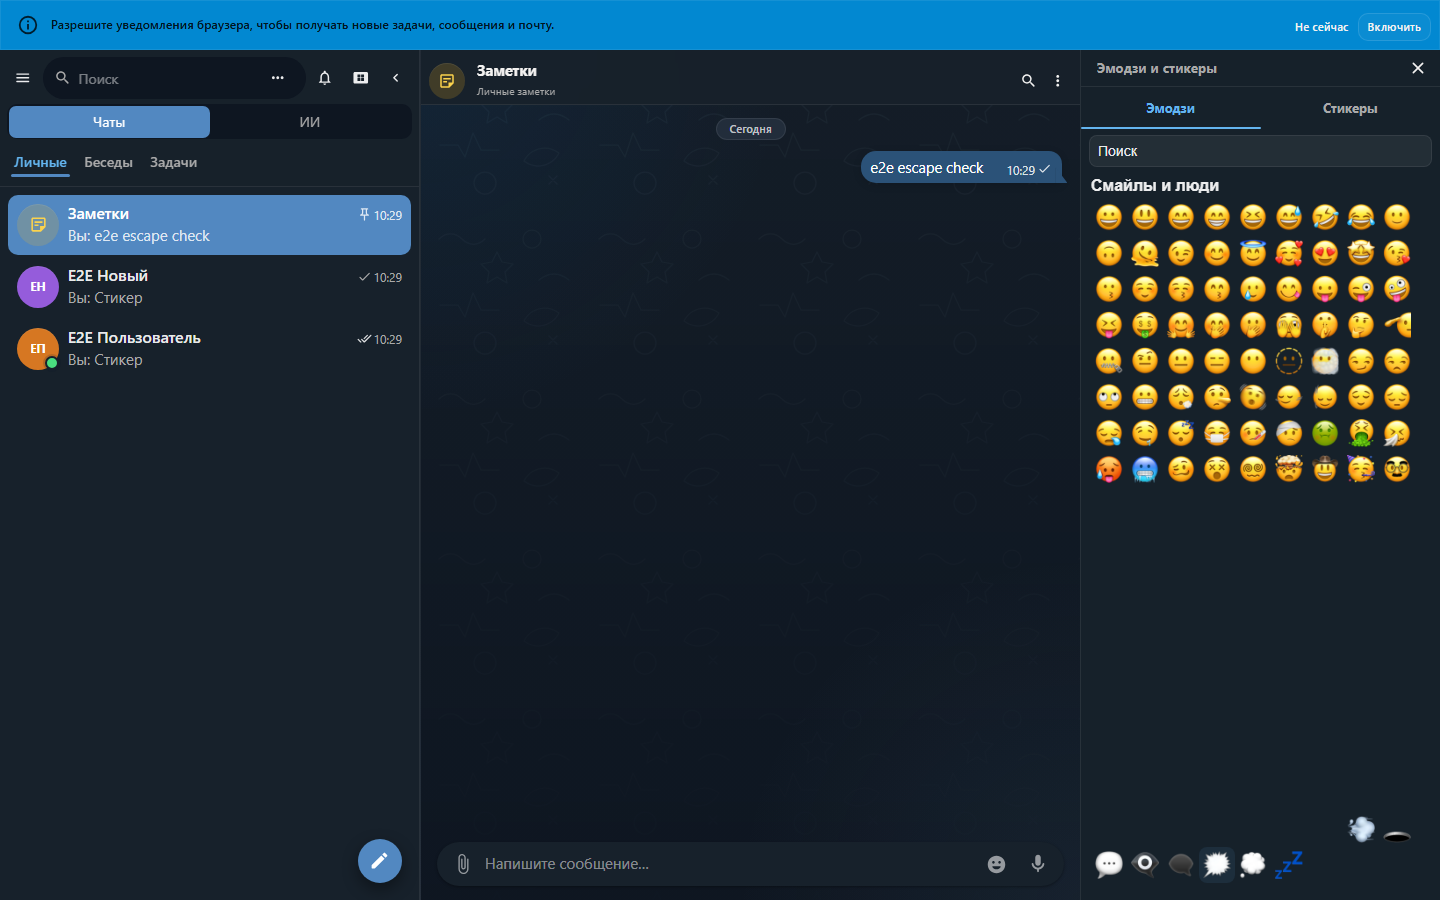 Разрешите уведомления браузера, чтобы получать новые задачи, сообщения и почту.
Не сейчас
Включить
Поиск
Чаты
ИИ
Личные
Беседы
Задачи
Заметки
10:29
Вы: e2e escape check
ЕН
E2E Новый
10:29
Вы: Стикер
ЕП
E2E Пользователь
10:29
Вы: Стикер
Заметки
Личные заметки
Сегодня
e2e escape check
10:29
Напишите сообщение...
Эмодзи и стикеры
Эмодзи
Стикеры
Поиск
Смайлы и люди